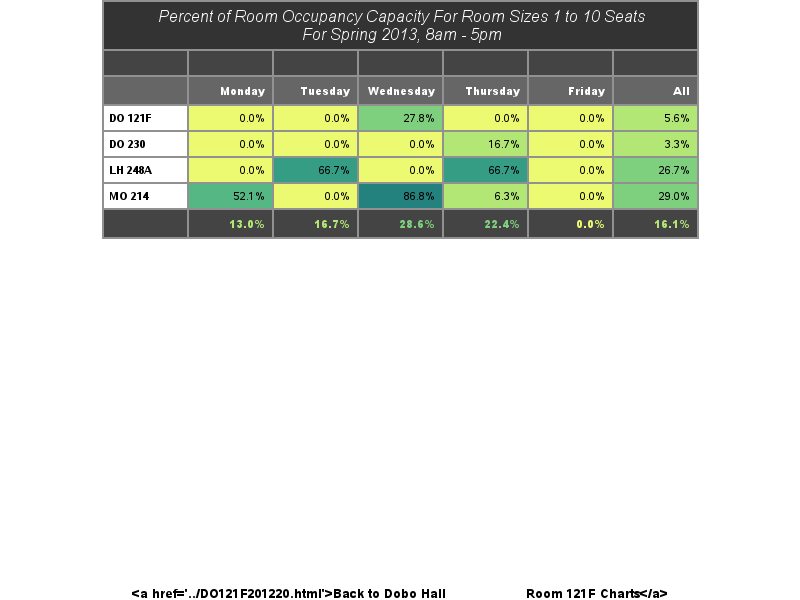 Percent of Room Occupancy Capacity For Room Sizes 1 to 10 Seats
For Spring 2013, 8am - 5pm
Monday Tuesday Wednesday Thursday Friday All
DO 121F 0.0% 0.0% 27.8% 0.0% 0.0% 5.6%
DO 230 0.0% 0.0% 0.0% 16.7% 0.0% 3.3%
LH 248A 0.0% 66.7% 0.0% 66.7% 0.0% 26.7%
MO 214 52.1% 0.0% 86.8% 6.3% 0.0% 29.0%
13.0% 16.7% 28.6% 22.4% 0.0% 16.1%
<a href='../DO121F201220.html'>Back to Dobo Hall Room 121F Charts</a>